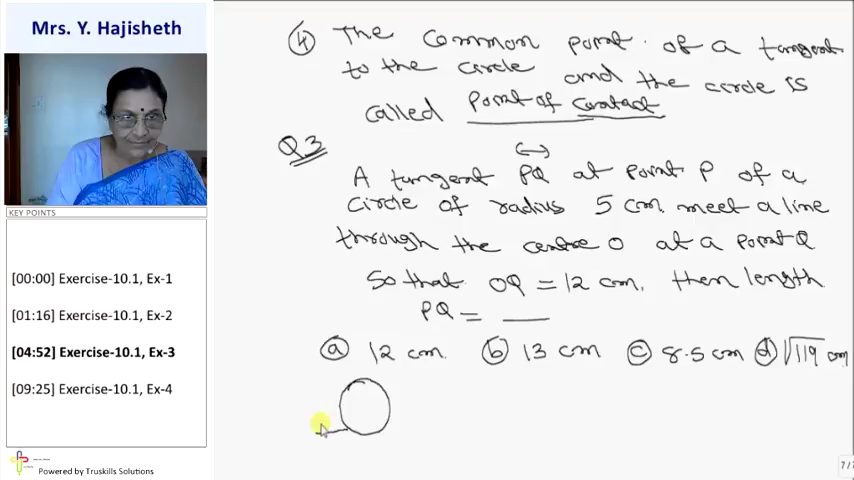 Mrs. Y. Hajisheth
KEY POINTS
[00:00] Exercise-10.1, Ex-1
[01:16] Exercise-10.1, Ex-2
[04:52] Exercise-10.1, Ex-3
[09:25] Exercise-10.1, Ex-4
Powered by Truskills Solutions
④ The common point of a tangent
to the circle and the circle is
called point of contact
Q3
A tangent PQ at point P of a
circle of radius 5 cm meet a line
through the centre O at a point Q
So that OQ = 12 cm. then length
PQ = ___
ⓐ 12 cm. ⓑ 13 cm ⓒ 8.5 cm ⓓ √119 cm
7/7